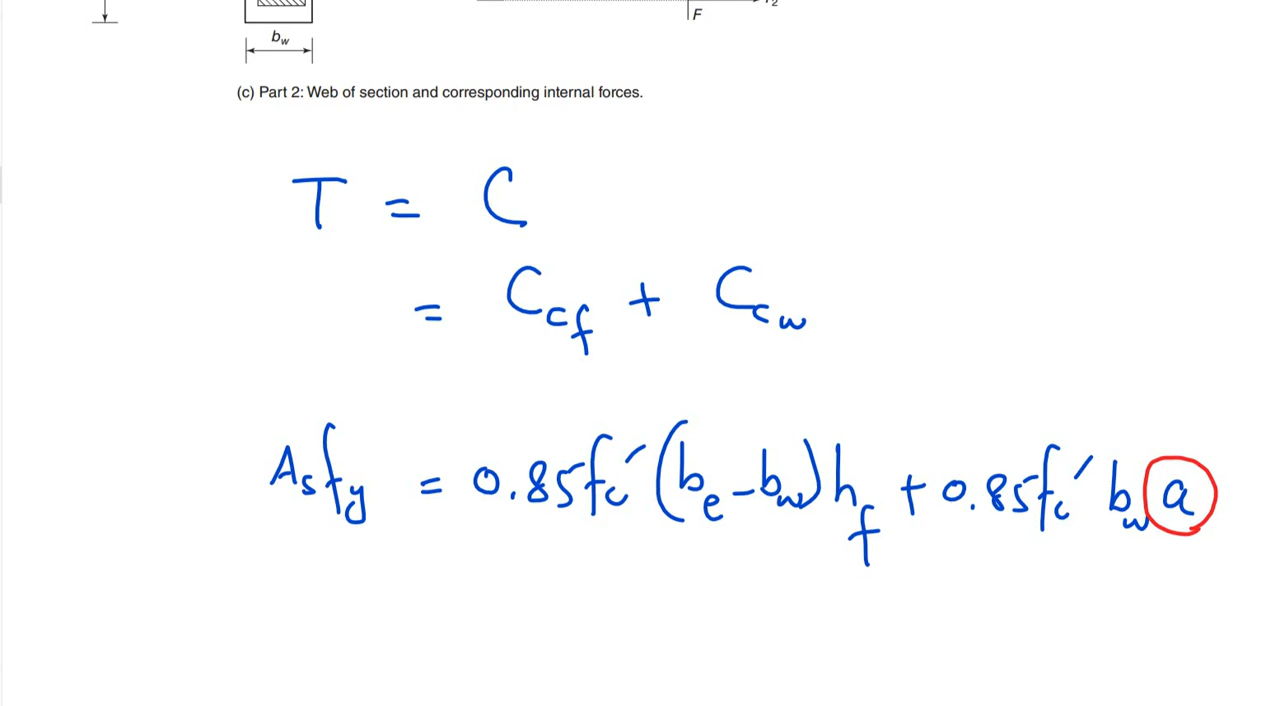 F
b_w
(c) Part 2: Web of section and corresponding internal forces.
T = C
= C_cf + C_cw
A_s f_y = 0.85f_c' (b_e - b_w) h_f + 0.85f_c' b_w a